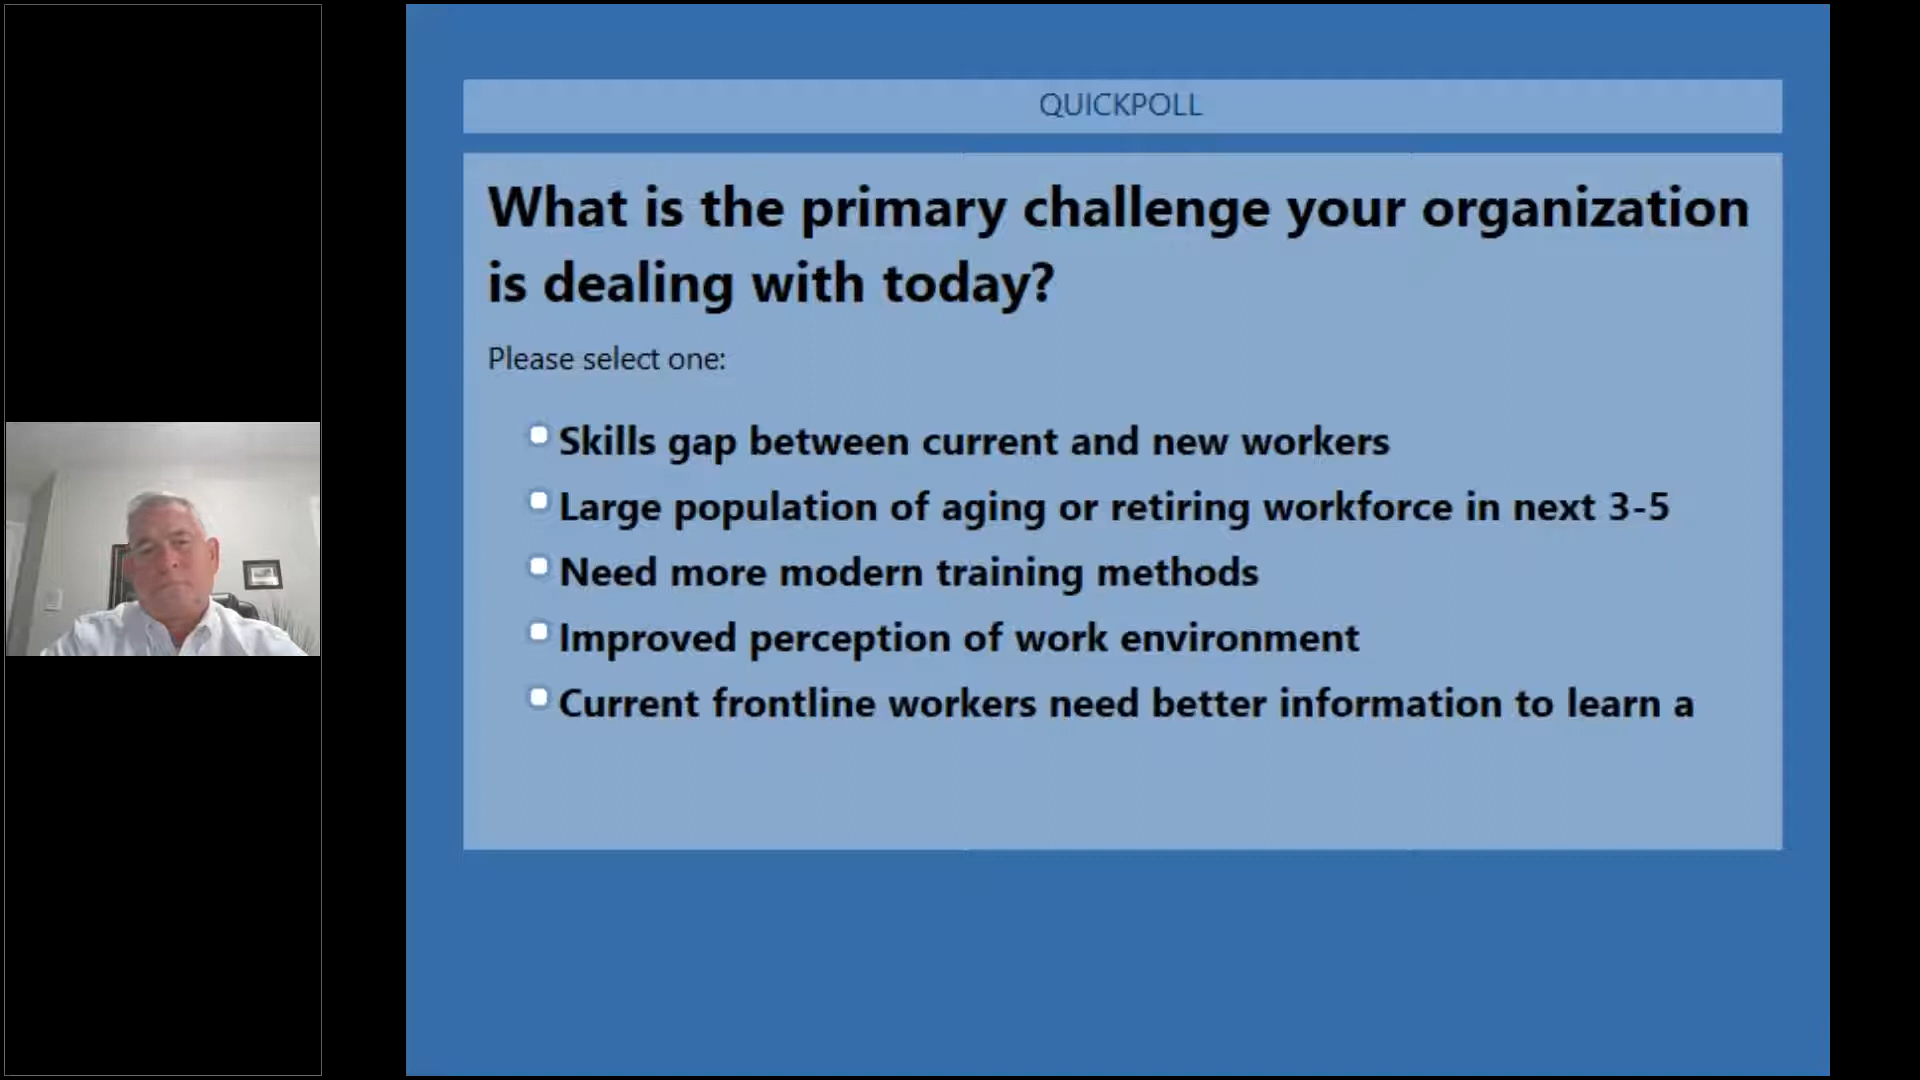 QUICKPOLL
What is the primary challenge your organization
is dealing with today?
Please select one:
Skills gap between current and new workers
Large population of aging or retiring workforce in next 3-5
Need more modern training methods
Improved perception of work environment
Current frontline workers need better information to learn a